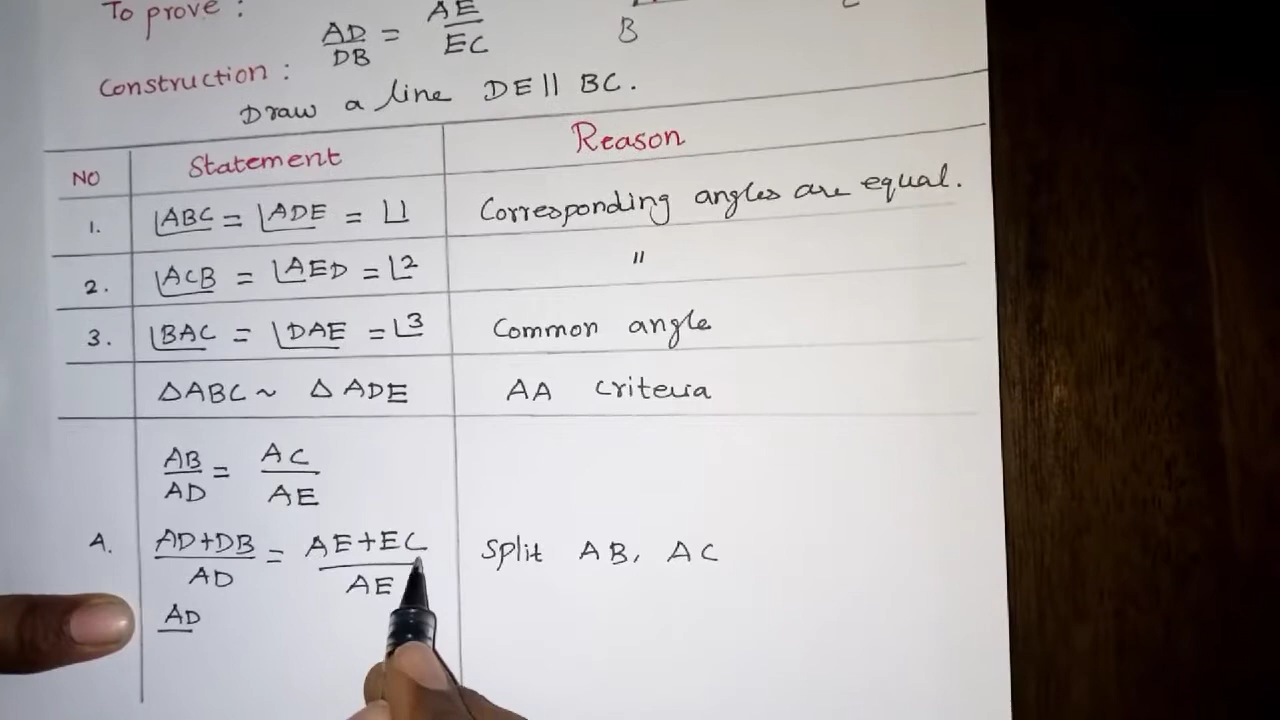 To prove :
AD/DB = AE/EC
B
Construction :
Draw a line DE || BC.
NO Statement Reason
1. ∠ABC = ∠ADE = ∠1 Corresponding angles are equal.
2. ∠ACB = ∠AED = ∠2 "
3. ∠BAC = ∠DAE = ∠3 Common angle
△ABC ~ △ADE AA criteria
AB/AD = AC/AE
4. AD+DB/AD = AE+EC/AE Split AB, AC
AD